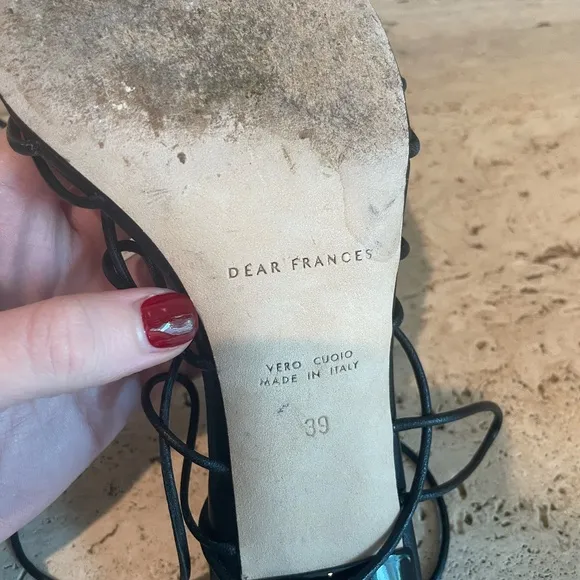 DEAR FRANCES
VERO CUOIO
MADE IN ITALY
39